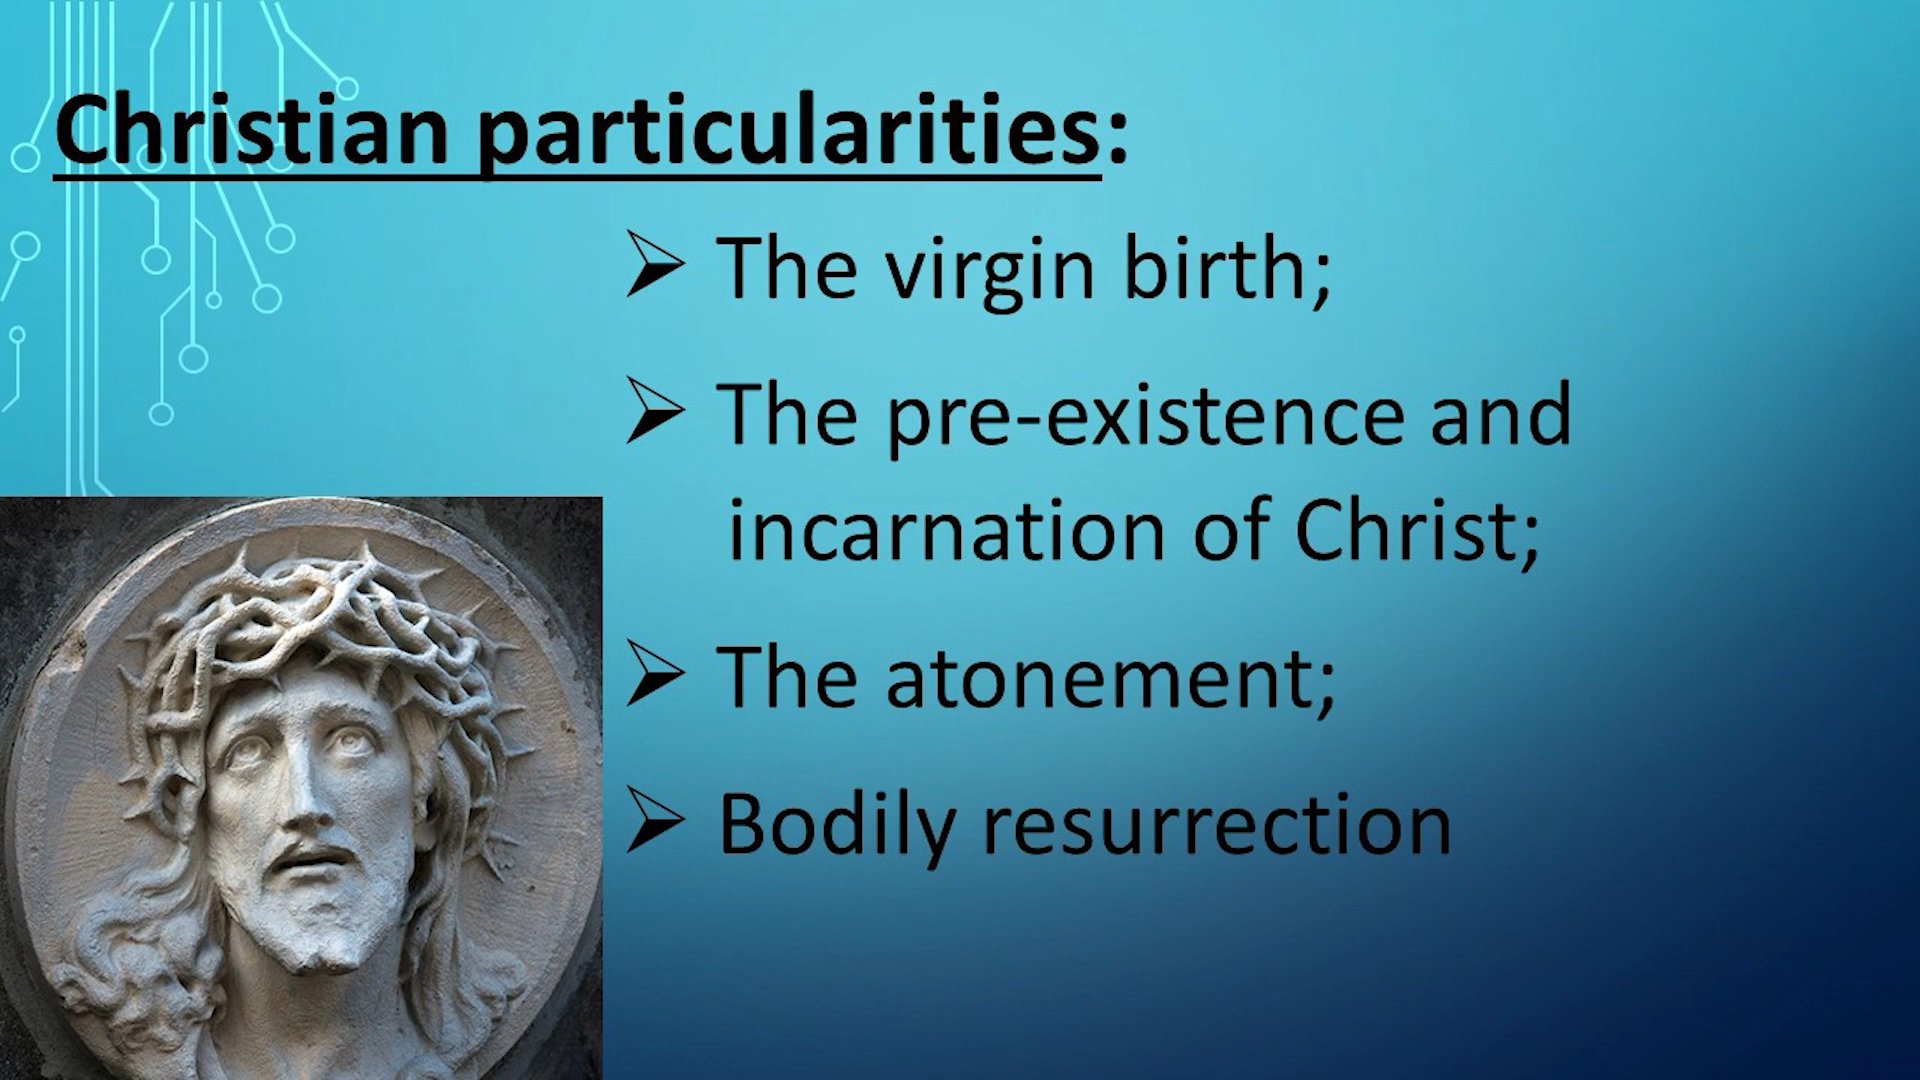 Christian particularities:
➢ The virgin birth;
➢ The pre-existence and
incarnation of Christ;
➢ The atonement;
➢ Bodily resurrection